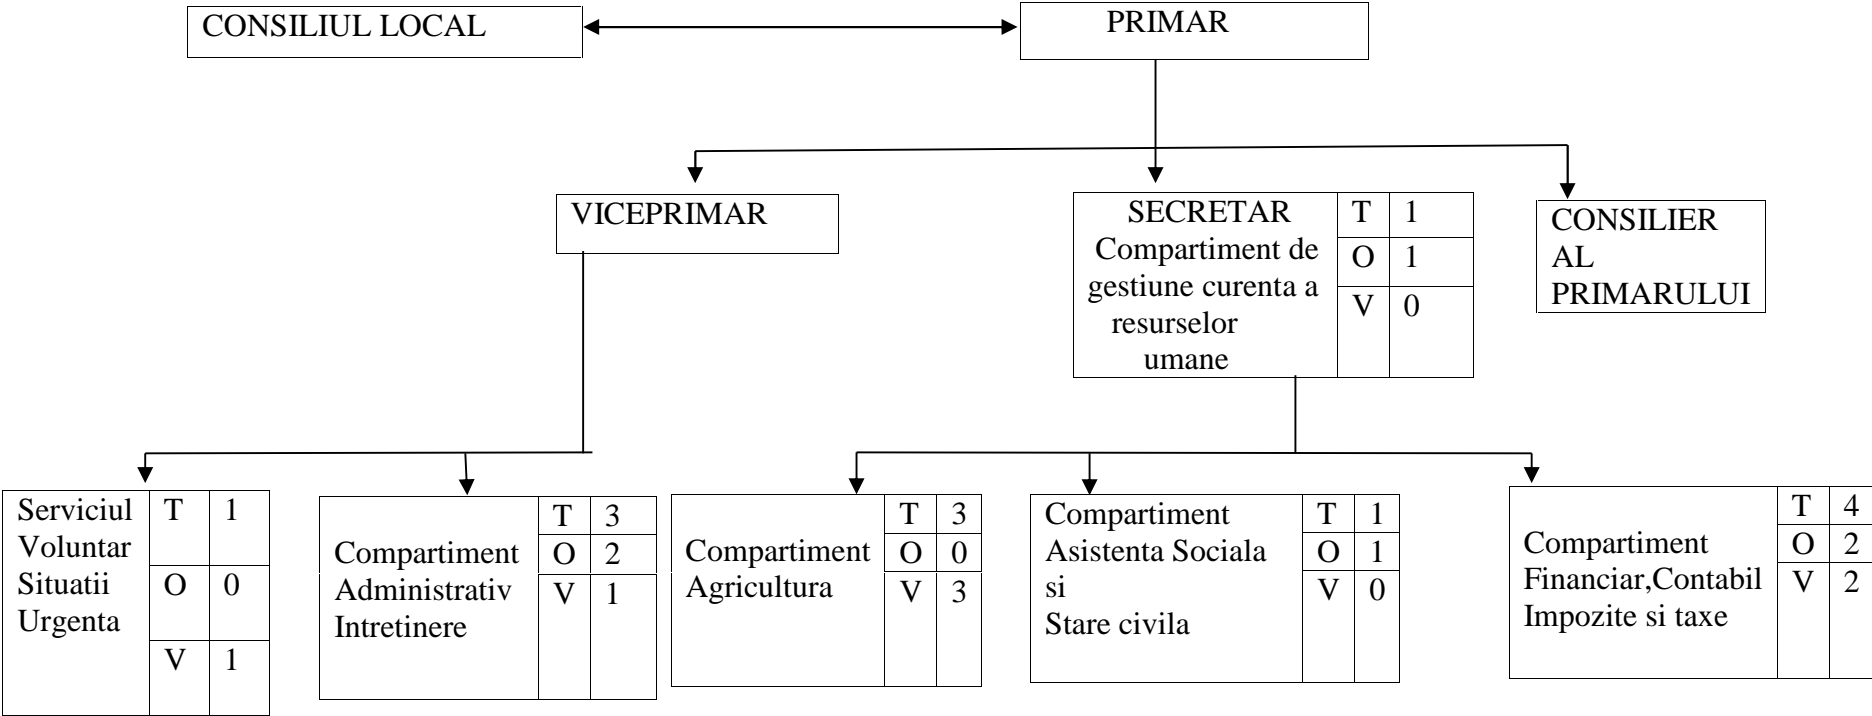 CONSILIUL LOCAL
PRIMAR
VICEPRIMAR
SECRETAR
Compartiment de
gestiune curenta a
resurselor
umane
T 1
O 1
V 0
CONSILIER
AL
PRIMARULUI
Serviciul
Voluntar
Situatii
Urgenta
T 1
O 0
V 1
Compartiment
Administrativ
Intretinere
T 3
O 2
V 1
Compartiment
Agricultura
T 3
O 0
V 3
Compartiment
Asistenta Sociala
si
Stare civila
T 1
O 1
V 0
Compartiment
Financiar,Contabil
Impozite si taxe
T 4
O 2
V 2